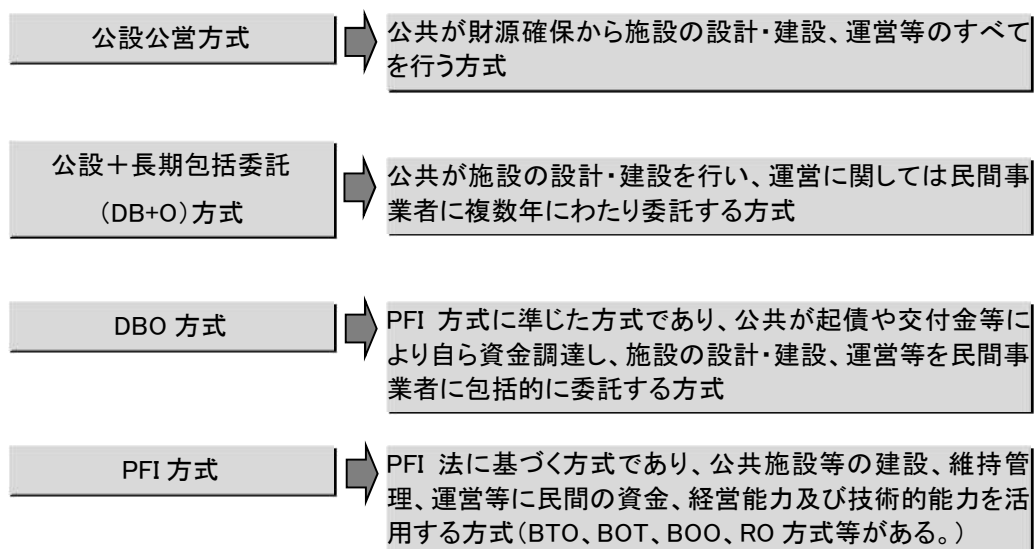 公設公営方式
公共が財源確保から施設の設計・建設、運営等のすべて
を行う方式
公設＋長期包括委託
（DB+O）方式
公共が施設の設計・建設を行い、運営に関しては民間事
業者に複数年にわたり委託する方式
DBO 方式
PFI 方式に準じた方式であり、公共が起債や交付金等に
より自ら資金調達し、施設の設計・建設、運営等を民間事
業者に包括的に委託する方式
PFI 方式
PFI 法に基づく方式であり、公共施設等の建設、維持管
理、運営等に民間の資金、経営能力及び技術的能力を活
用する方式（BTO、BOT、BOO、RO 方式等がある。）